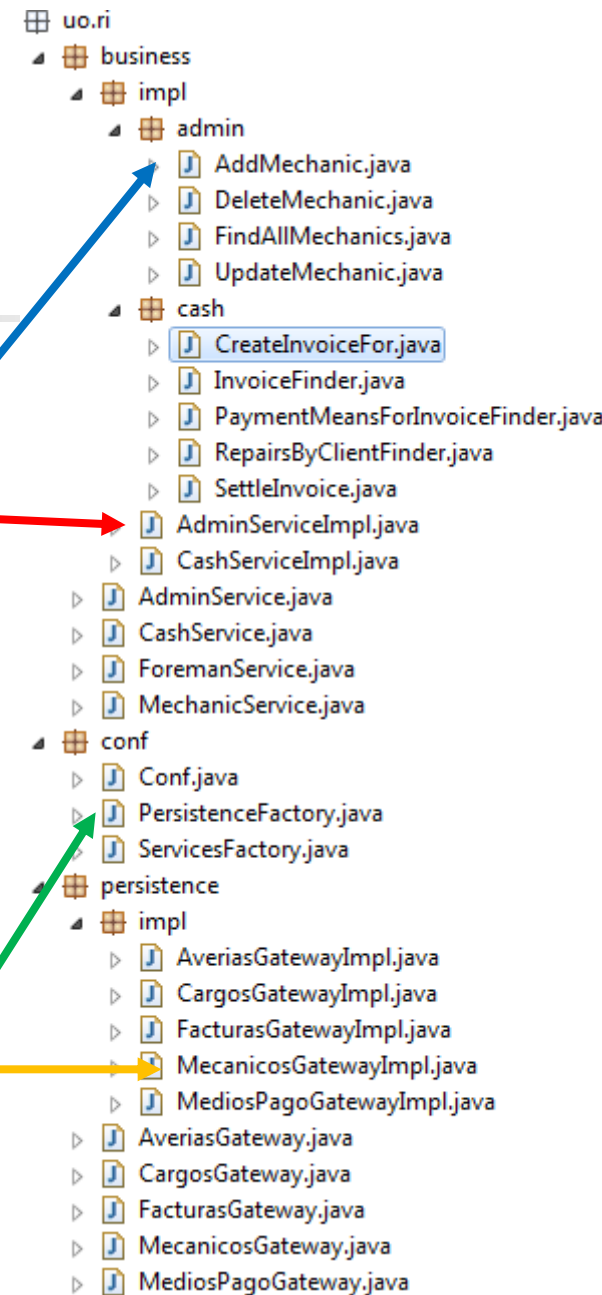 uo.ri
business
impl
admin
AddMechanic.java
DeleteMechanic.java
FindAllMechanics.java
UpdateMechanic.java
cash
CreateInvoiceFor.java
InvoiceFinder.java
PaymentMeansForInvoiceFinder.java
RepairsByClientFinder.java
SettleInvoice.java
AdminServiceImpl.java
CashServiceImpl.java
AdminService.java
CashService.java
ForemanService.java
MechanicService.java
conf
Conf.java
PersistenceFactory.java
ServicesFactory.java
persistence
impl
AveriasGatewayImpl.java
CargosGatewayImpl.java
FacturasGatewayImpl.java
MecanicosGatewayImpl.java
MediosPagoGatewayImpl.java
AveriasGateway.java
CargosGateway.java
FacturasGateway.java
MecanicosGateway.java
MediosPagoGateway.java